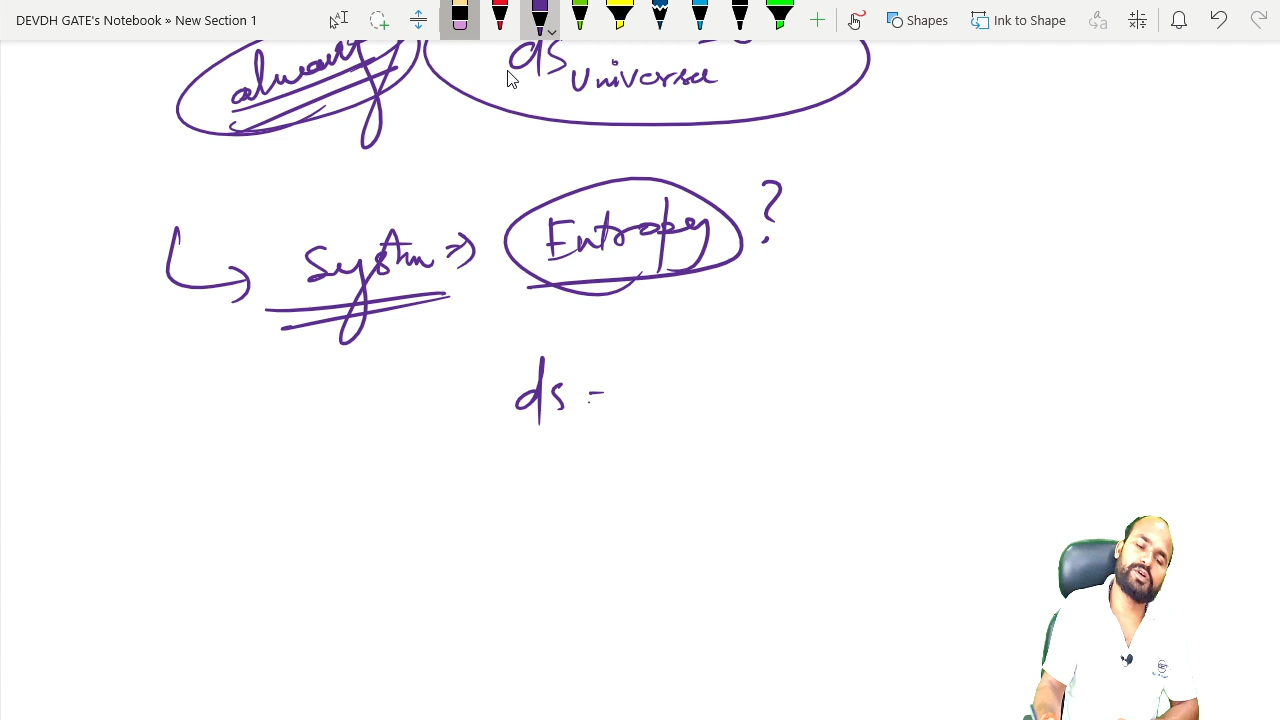 DEVDH GATE's Notebook » New Section 1
Shapes
Ink to Shape
always
ds Universe
System ⇒ Entropy ?
ds =